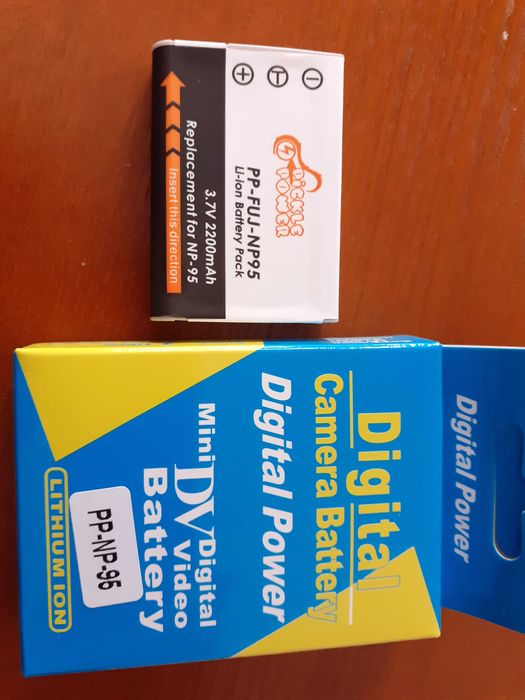 PICKLE
POWER
PP-FUJ-NP95
Li-ion Battery Pack
3.7V 2200mAh
Replacement for NP-95
Insert this direction
Digital
Camera Battery
Digital Power
Mini DV Digital
Video
Battery
LITHIUM ION
PP-NP-95
Digital Power